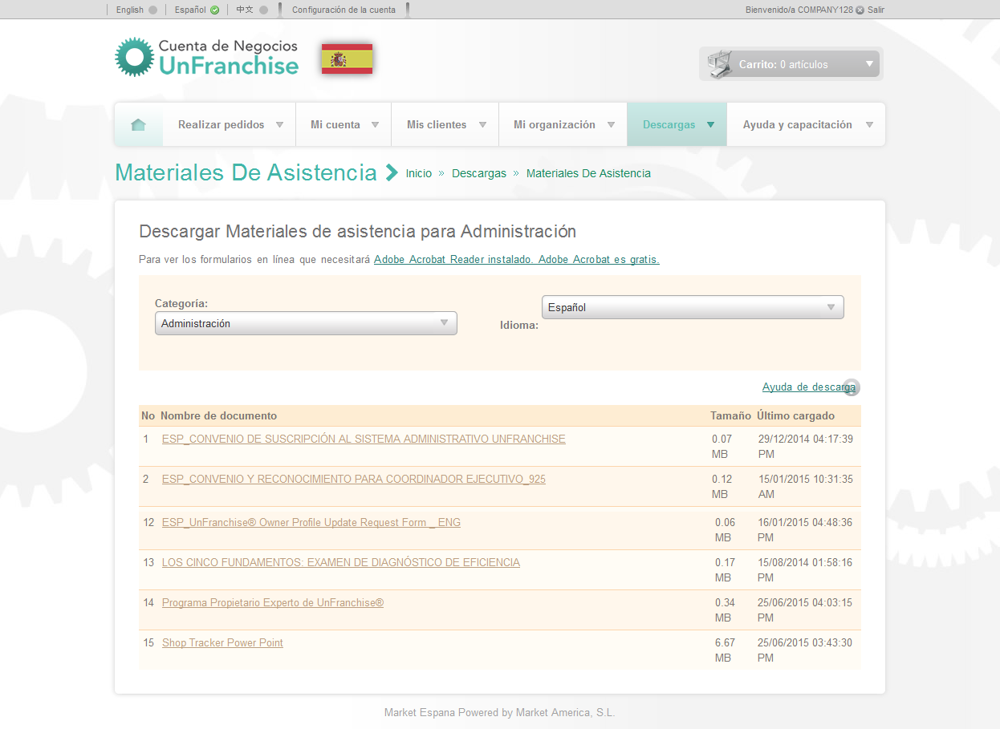 English
Español
中文
Configuración de la cuenta
Bienvenido/a COMPANY128 Salir
Cuenta de Negocios
UnFranchise
Carrito: 0 artículos
Realizar pedidos
Mi cuenta
Mis clientes
Mi organización
Descargas
Ayuda y capacitación
Materiales De Asistencia
Inicio » Descargas » Materiales De Asistencia
Descargar Materiales de asistencia para Administración
Para ver los formularios en línea que necesitará Adobe Acrobat Reader instalado. Adobe Acrobat es gratis.
Categoría:
Administración
Idioma:
Español
Ayuda de descarga
No Nombre de documento Tamaño Último cargado
1 ESP_CONVENIO DE SUSCRIPCIÓN AL SISTEMA ADMINISTRATIVO UNFRANCHISE 0.07 29/12/2014 04:17:39
MB PM
2 ESP_CONVENIO Y RECONOCIMIENTO PARA COORDINADOR EJECUTIVO_925 0.12 15/01/2015 10:31:35
MB AM
12 ESP_UnFranchise® Owner Profile Update Request Form _ ENG 0.06 16/01/2015 04:48:36
MB PM
13 LOS CINCO FUNDAMENTOS: EXAMEN DE DIAGNÓSTICO DE EFICIENCIA 0.17 15/08/2014 01:58:16
MB PM
14 Programa Propietario Experto de UnFranchise® 0.34 25/06/2015 04:03:15
MB PM
15 Shop Tracker Power Point 6.67 25/06/2015 03:43:30
MB PM
Market Espana Powered by Market America, S.L.